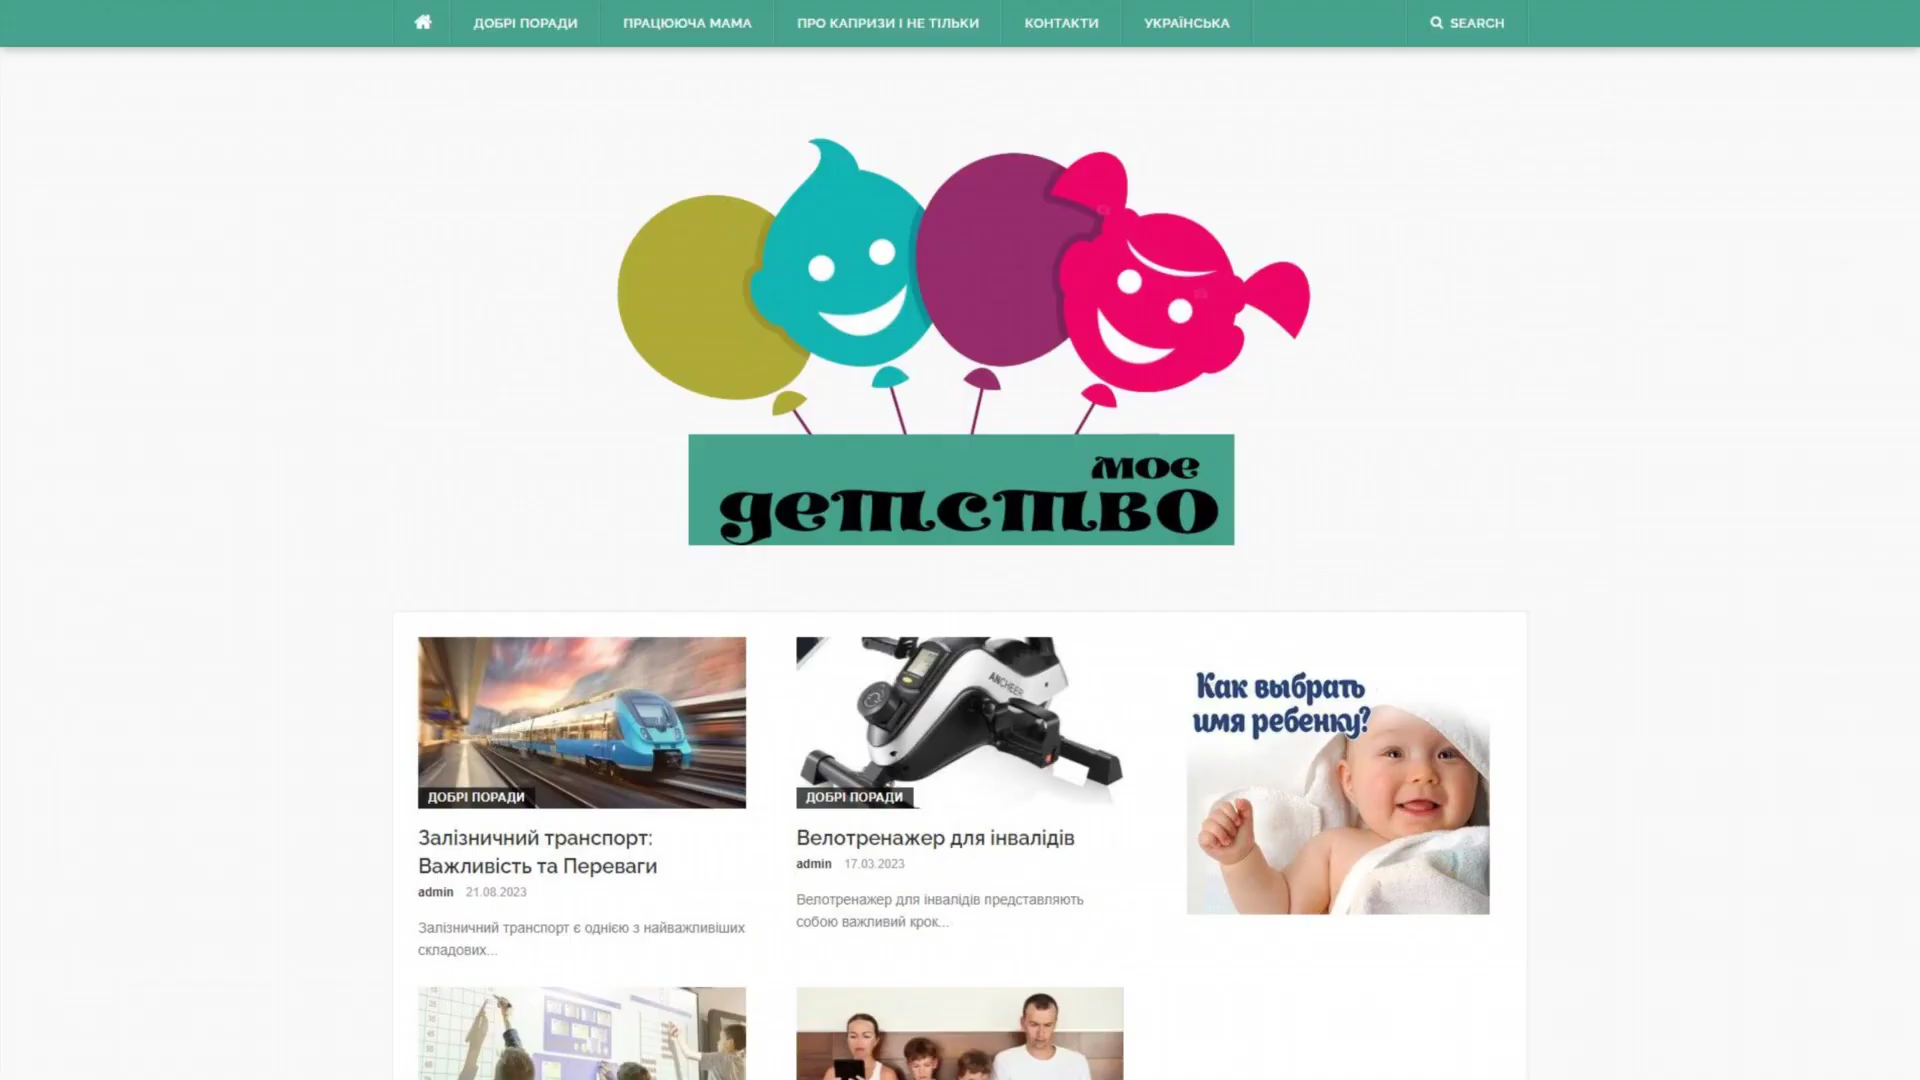 ДОБРІ ПОРАДИ
ПРАЦЮЮЧА МАМА
ПРО КАПРИЗИ І НЕ ТІЛЬКИ
КОНТАКТИ
УКРАЇНСЬКА
SEARCH
мое
детство
ANCHEER
ДОБРІ ПОРАДИ
Залізничний транспорт:
Важливість та Переваги
admin 21.08.2023
Залізничний транспорт є однією з найважливіших
складових...
ДОБРІ ПОРАДИ
Велотренажер для інвалідів
admin 17.03.2023
Велотренажер для інвалідів представляють
собою важливий крок...
Как выбрать
имя ребенку?